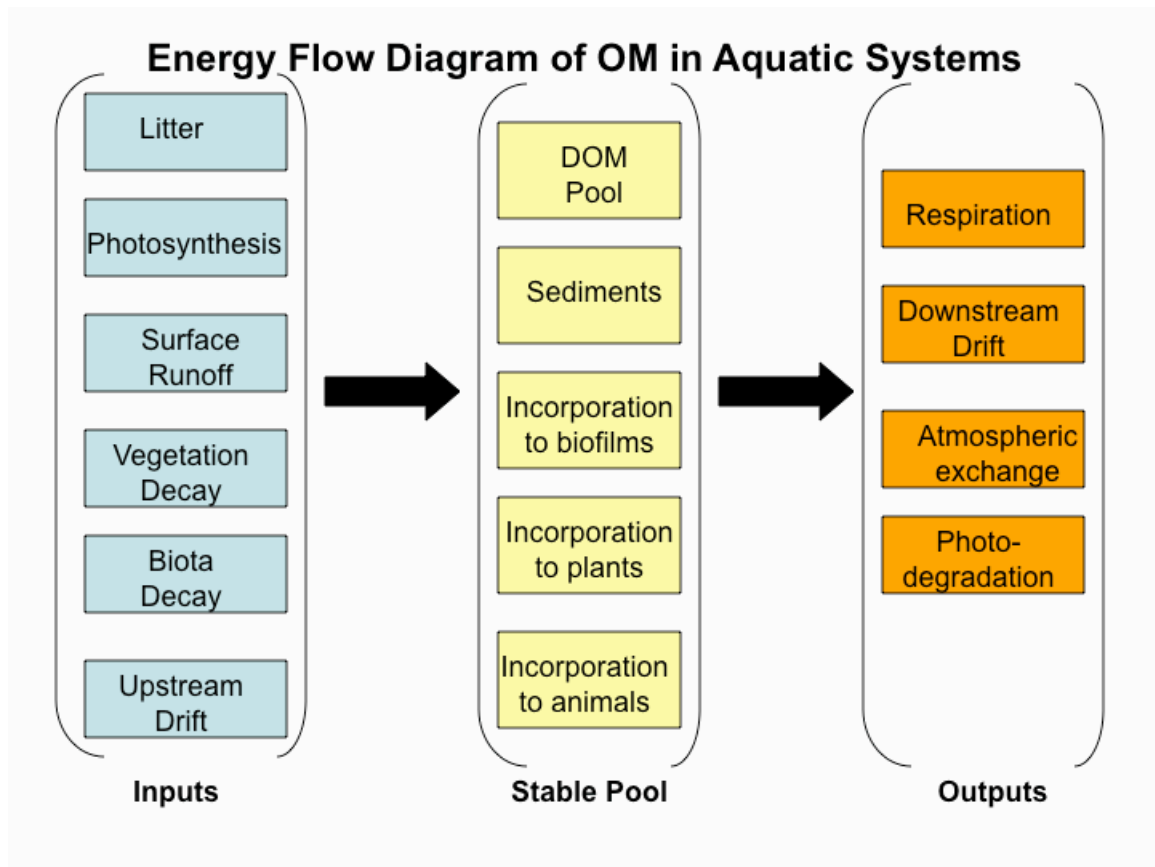 Energy Flow Diagram of OM in Aquatic Systems
Litter
Photosynthesis
Surface
Runoff
Vegetation
Decay
Biota
Decay
Upstream
Drift
Inputs
DOM
Pool
Sediments
Incorporation
to biofilms
Incorporation
to plants
Incorporation
to animals
Stable Pool
Respiration
Downstream
Drift
Atmospheric
exchange
Photo-
degradation
Outputs